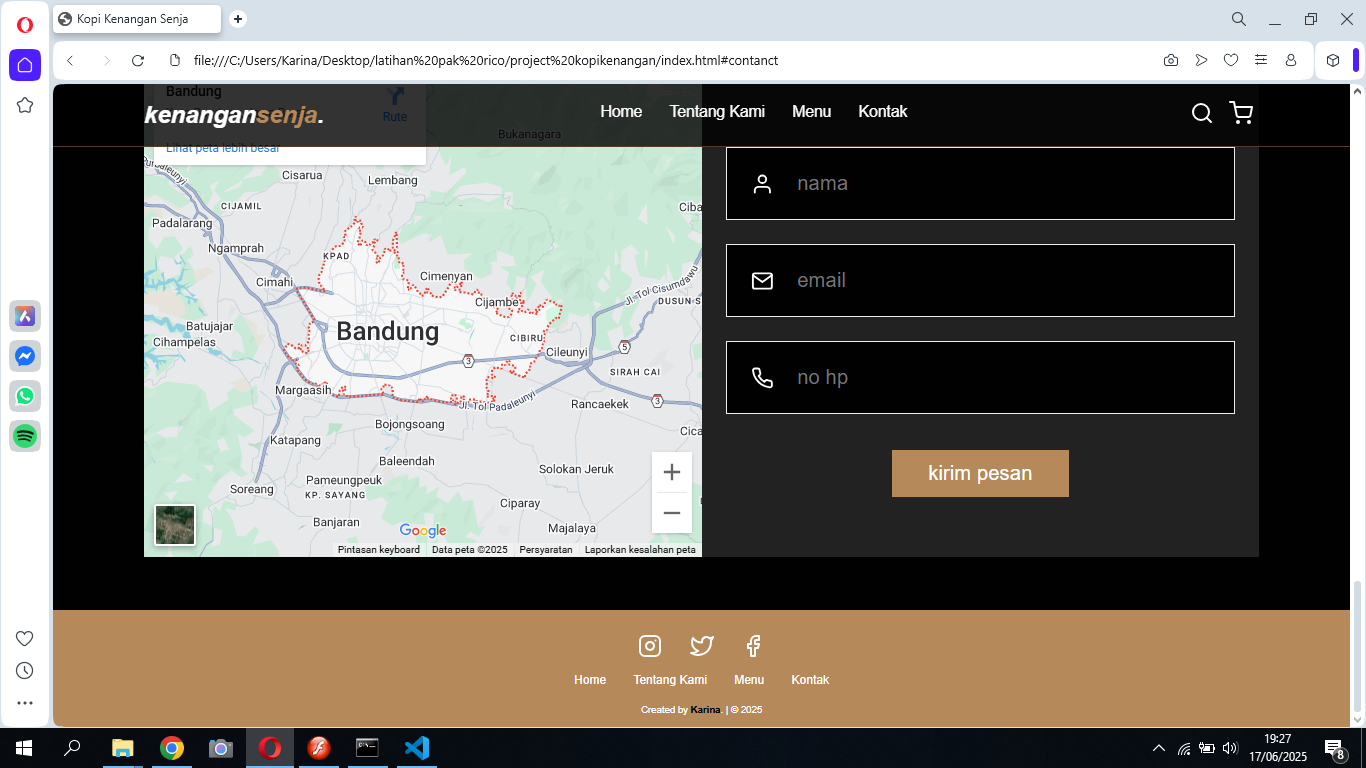 Kopi Kenangan Senja
file:///C:/Users/Karina/Desktop/latihan%20pak%20rico/project%20kopikenangan/index.html#contanct
Bandung
Rute
Lihat peta lebih besar
kenangansenja.
Home Tentang Kami Menu Kontak
Bukanagara
Cisarua
Lembang
CIJAMIL
Ciba
Padalarang
Ngamprah
KPAD
Cimenyan
Cimahi
Jl. Tol Cisumdawu
Cijambe
DUSUN S
Batujajar
Bandung
Cihampelas
CIBIRU
5
Cileunyi
3
SIRAH CAI
Margaasih
Jl. Tol Padaleunyi
Rancaekek
3
Bojongsoang
Cica
Katapang
Baleendah
Solokan Jeruk
Pameungpeuk
Soreang
KP. SAYANG
Ciparay
Banjaran
Majalaya
Google
Pintasan keyboard
Data peta ©2025
Persyaratan
Laporkan kesalahan peta
nama
email
no hp
kirim pesan
Home Tentang Kami Menu Kontak
Created by Karina. | © 2025
19:27
17/06/2025
8